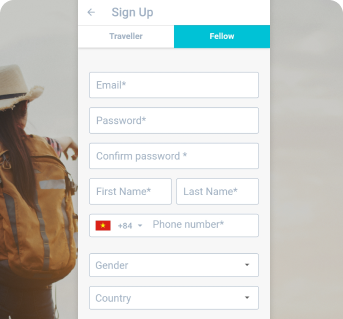 Sign Up
Traveller Fellow
Email*
Password*
Confirm password *
First Name* Last Name*
+84 Phone number*
Gender
Country